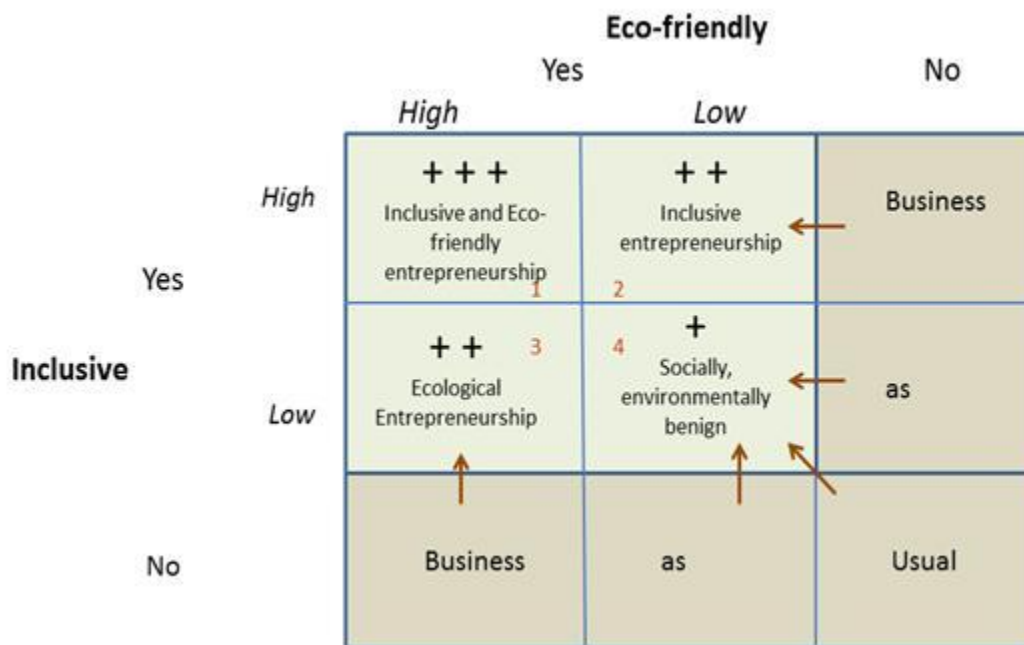 Eco-friendly
Yes No
High Low
High
+ + +
Inclusive and Eco-
friendly
entrepreneurship
1
+ +
Inclusive
entrepreneurship
2
Business
Yes
Inclusive
Low
+ +
3
Ecological
Entrepreneurship
+
4
Socially,
environmentally
benign
as
No
Business as Usual